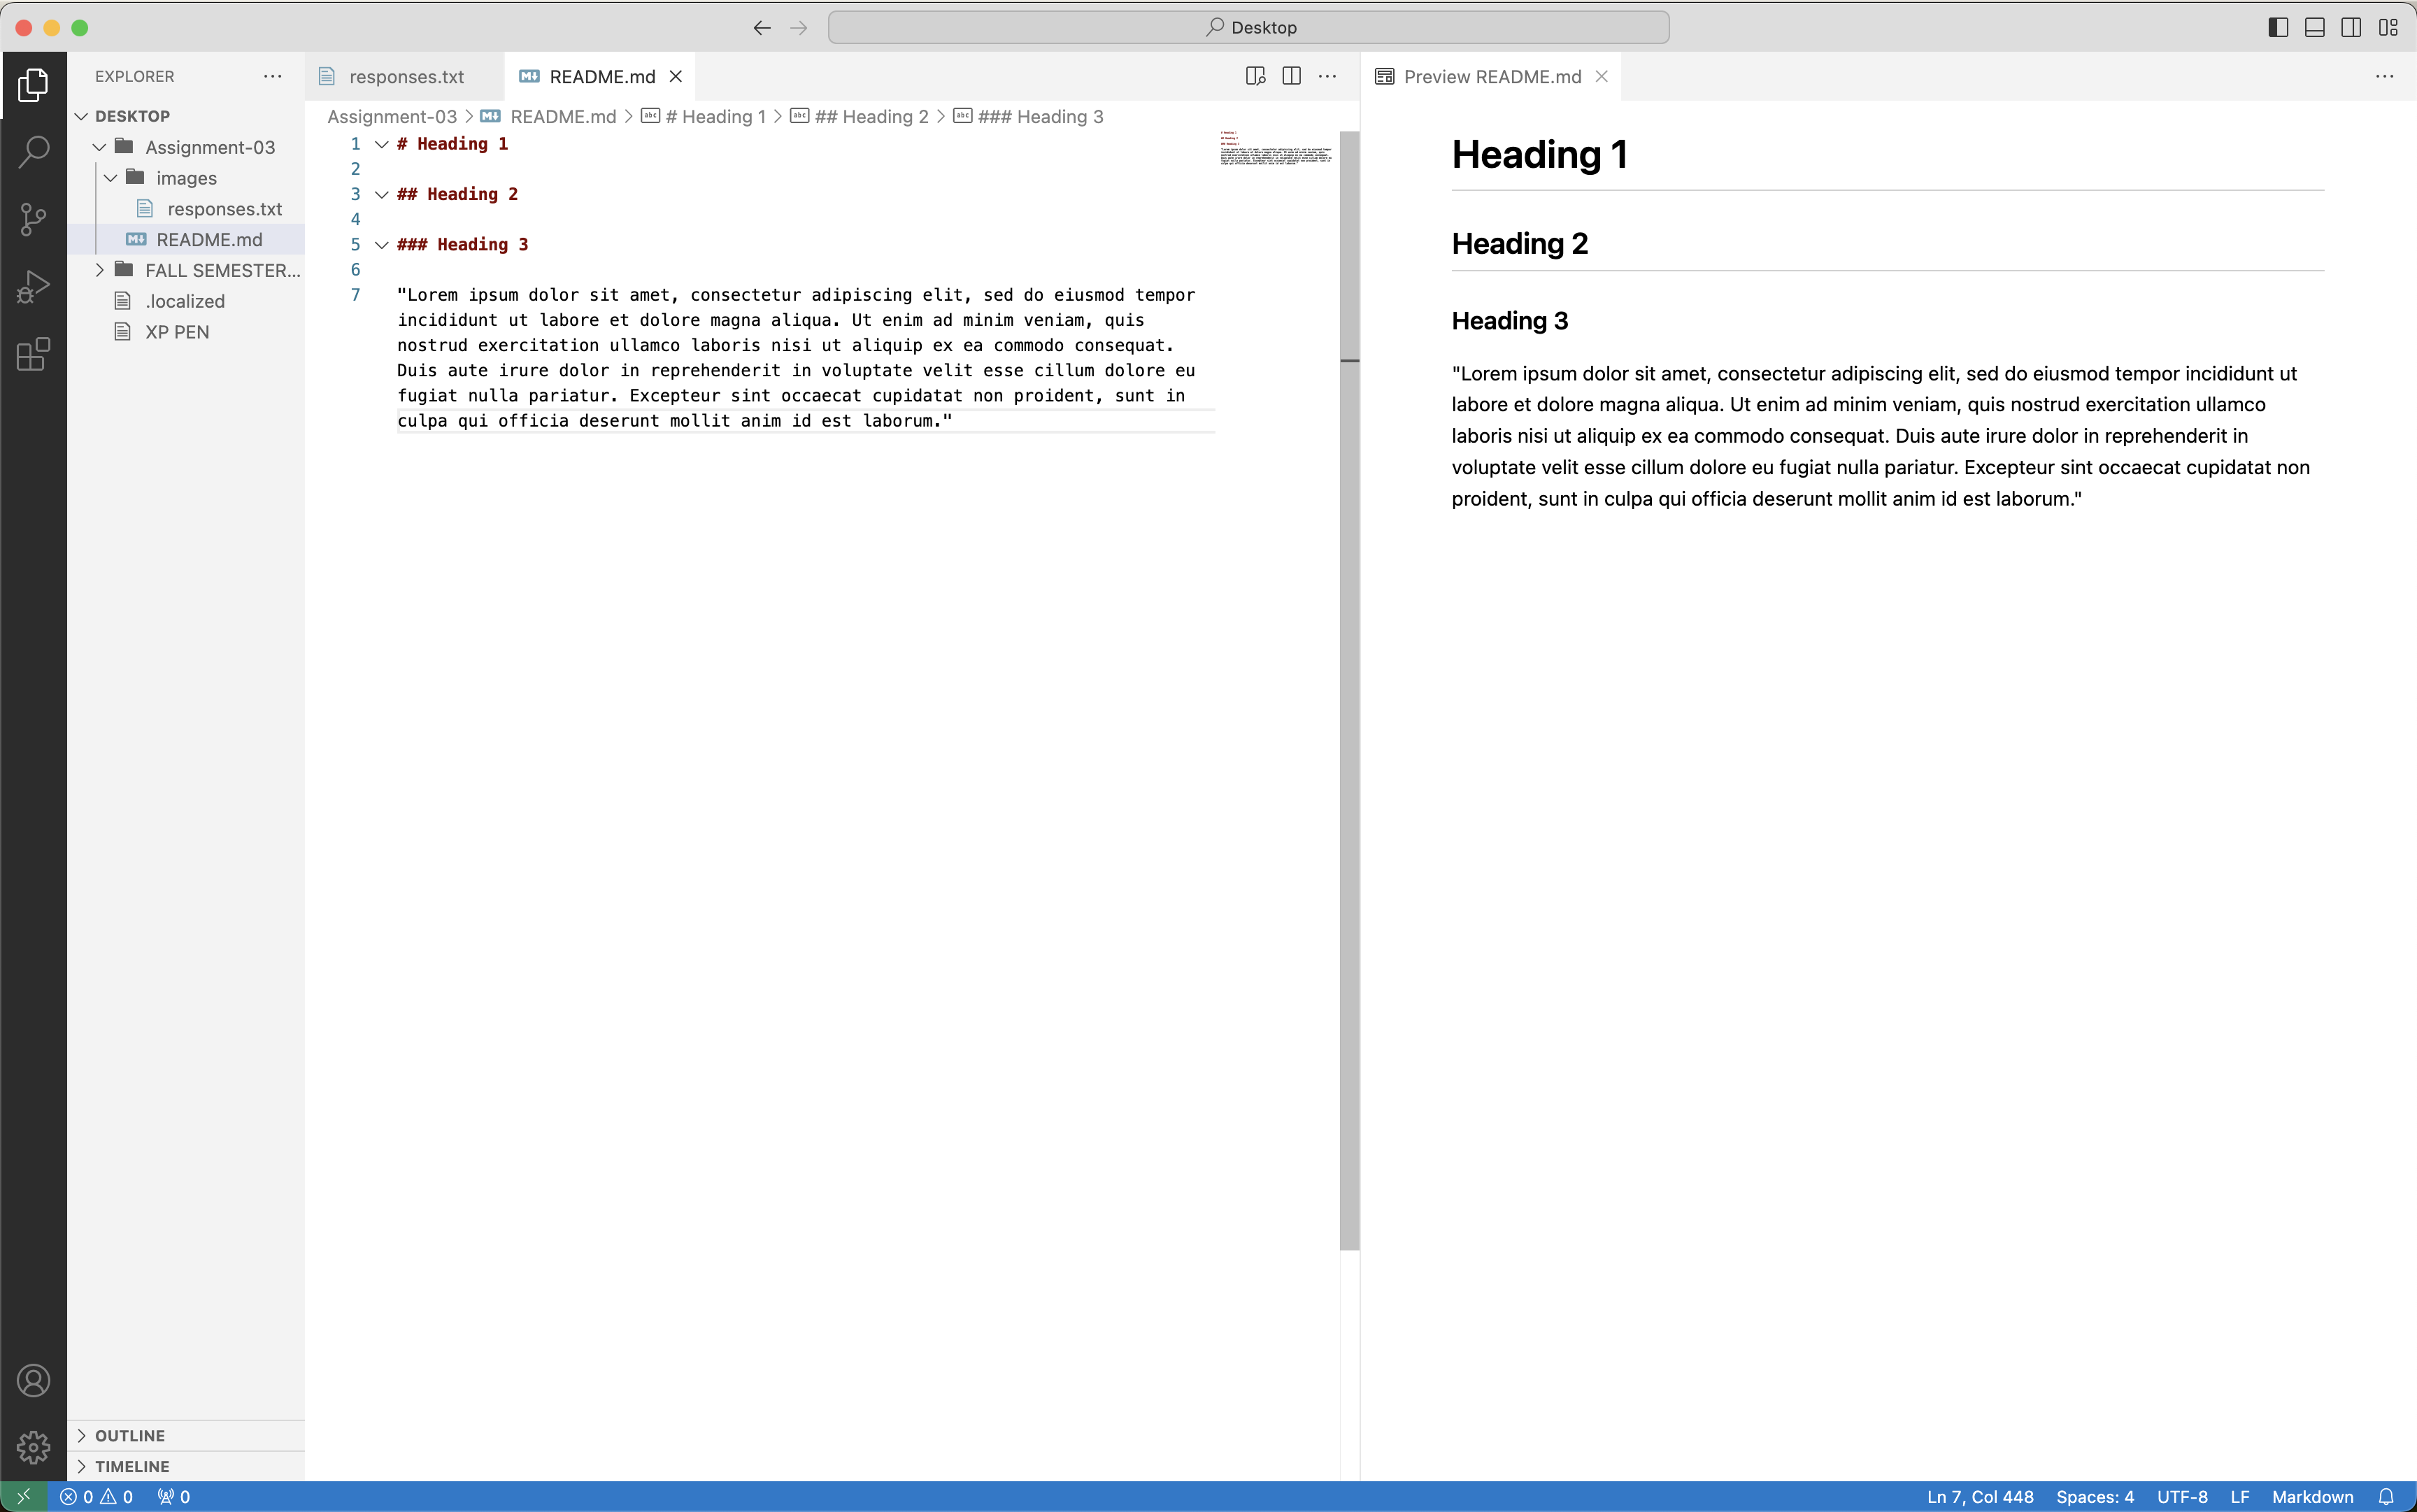 Desktop
EXPLORER
DESKTOP
Assignment-03
images
responses.txt
README.md
FALL SEMESTER...
.localized
XP PEN
OUTLINE
TIMELINE
responses.txt
README.md
Assignment-03 > README.md > # Heading 1 > ## Heading 2 > ### Heading 3
1 # Heading 1
2
3 ## Heading 2
4
5 ### Heading 3
6
7 "Lorem ipsum dolor sit amet, consectetur adipiscing elit, sed do eiusmod tempor
incididunt ut labore et dolore magna aliqua. Ut enim ad minim veniam, quis
nostrud exercitation ullamco laboris nisi ut aliquip ex ea commodo consequat.
Duis aute irure dolor in reprehenderit in voluptate velit esse cillum dolore eu
fugiat nulla pariatur. Excepteur sint occaecat cupidatat non proident, sunt in
culpa qui officia deserunt mollit anim id est laborum."
Preview README.md
Heading 1
Heading 2
Heading 3
"Lorem ipsum dolor sit amet, consectetur adipiscing elit, sed do eiusmod tempor incididunt ut
labore et dolore magna aliqua. Ut enim ad minim veniam, quis nostrud exercitation ullamco
laboris nisi ut aliquip ex ea commodo consequat. Duis aute irure dolor in reprehenderit in
voluptate velit esse cillum dolore eu fugiat nulla pariatur. Excepteur sint occaecat cupidatat non
proident, sunt in culpa qui officia deserunt mollit anim id est laborum."
0 0 0
Ln 7, Col 448 Spaces: 4 UTF-8 LF Markdown